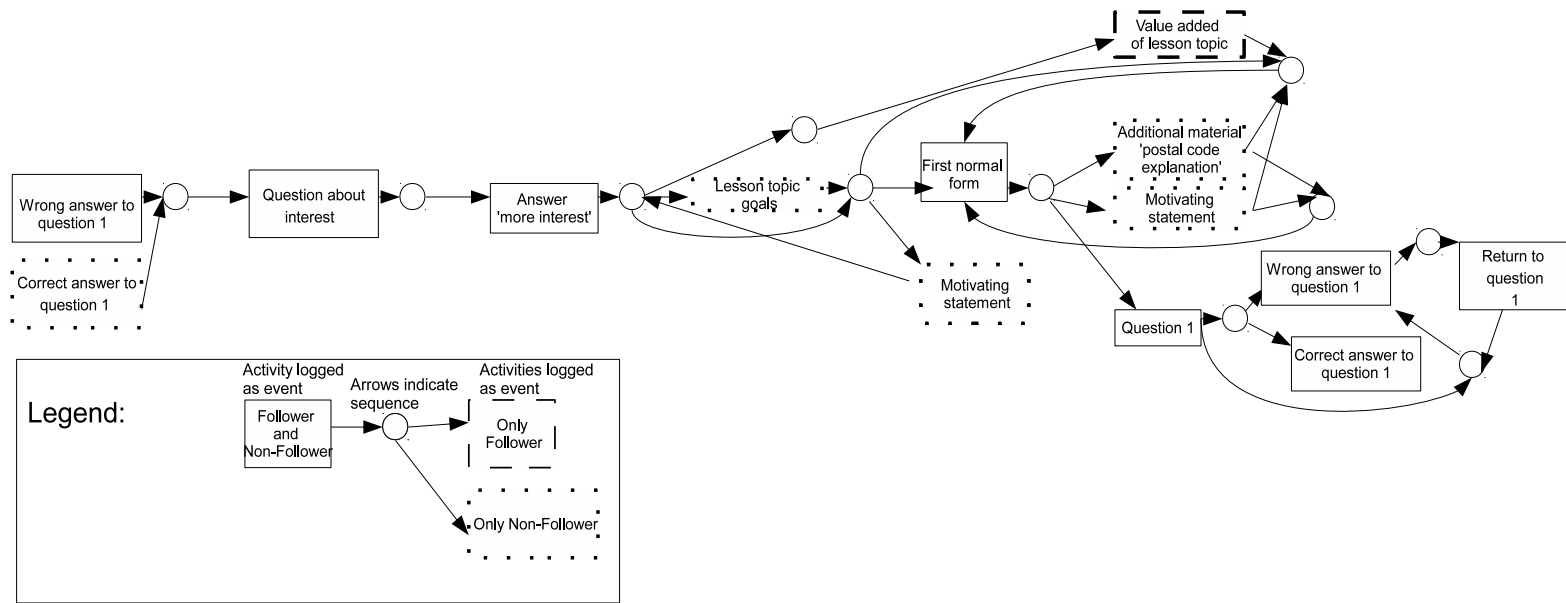 Value added
of lesson topic
Additional material
'postal code
explanation'
Motivating
statement
First normal
form
Lesson topic
goals
Wrong answer to
question 1
Question about
interest
Answer
'more interest'
Correct answer to
question 1
Motivating
statement
Wrong answer to
question 1
Return to
question
1
Question 1
Correct answer to
question 1
Legend:
Activity logged
as event
Arrows indicate
sequence
Activities logged
as event
Follower
and
Non-Follower
Only
Follower
Only Non-Follower